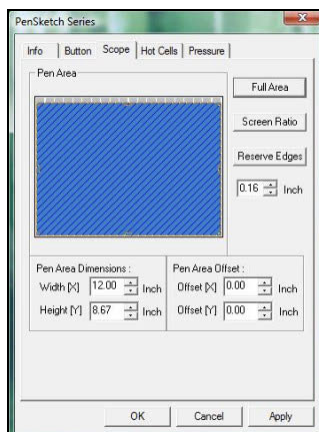 PenSketch Series
Info Button Scope Hot Cells Pressure
Pen Area
Full Area
Screen Ratio
Reserve Edges
0.16 Inch
Pen Area Dimensions :
Width [X] 12.00 Inch
Height [Y] 8.67 Inch
Pen Area Offset :
Offset [X] 0.00 Inch
Offset [Y] 0.00 Inch
OK Cancel Apply